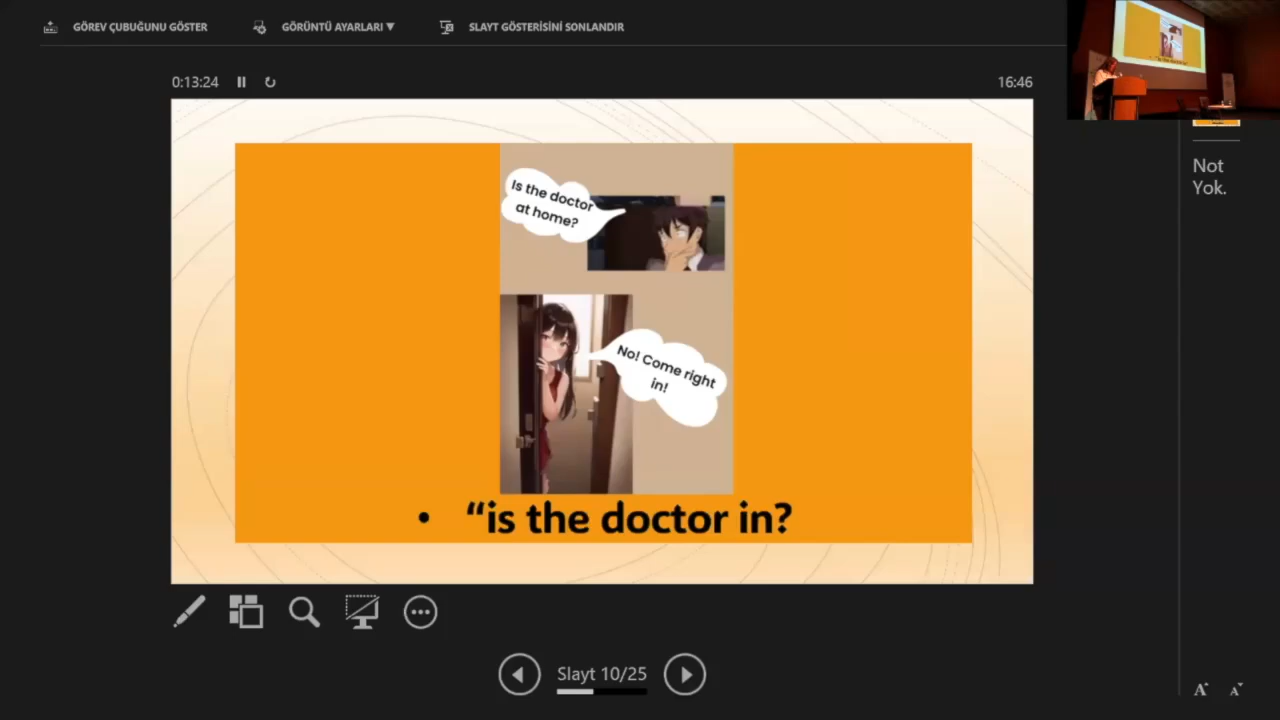 GÖREV ÇUBUĞUNU GÖSTER
GÖRÜNTÜ AYARLARI ▼
SLAYT GÖSTERİSİNİ SONLANDIR
0:13:24
16:46
Is the doctor
at home?
No! Come right
in!
• “is the doctor in?
Not
Yok.
Slayt 10/25
A
A